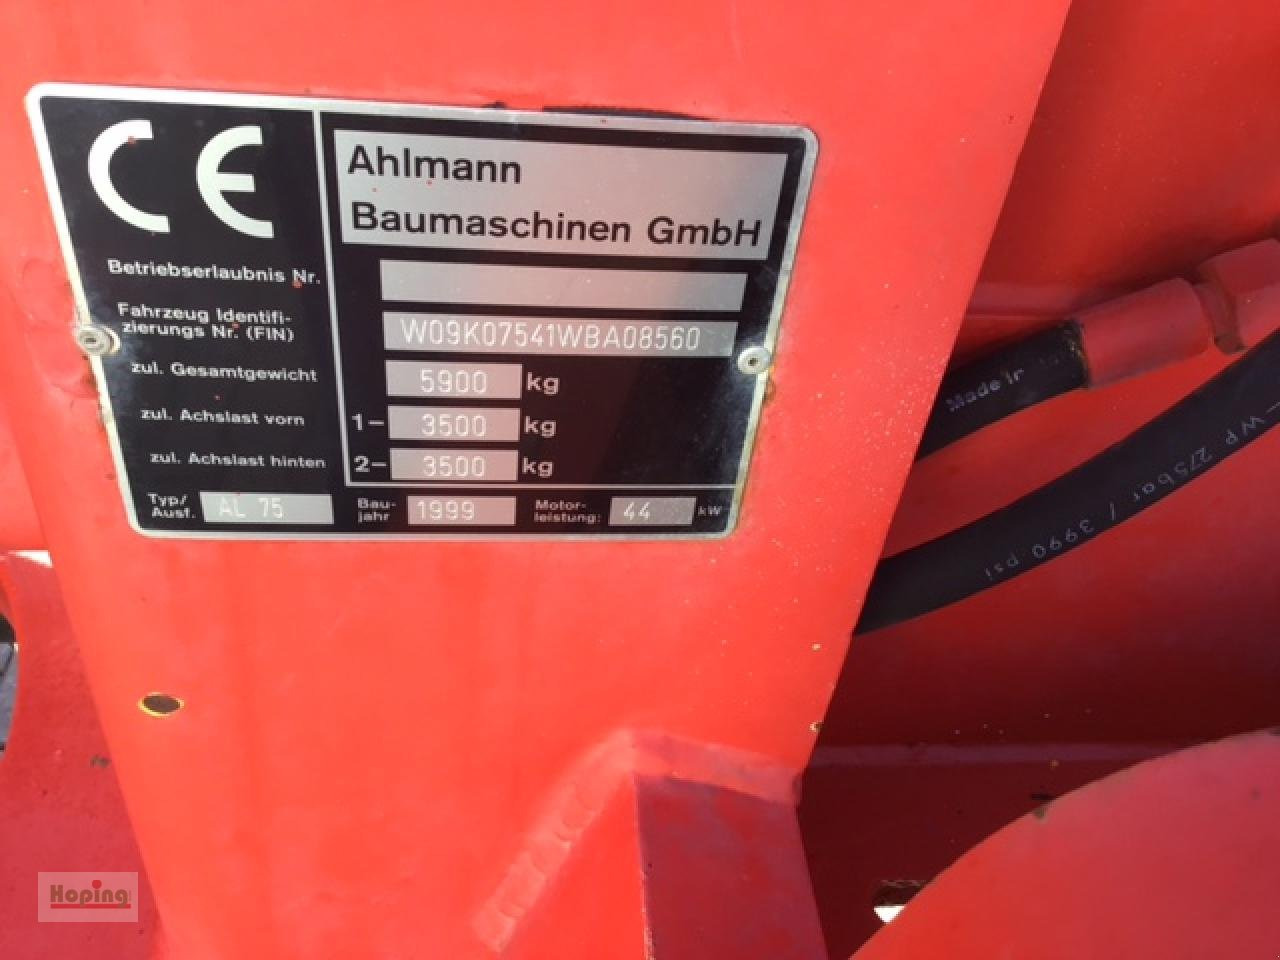 CE
Ahlmann
Baumaschinen GmbH
Betriebserlaubnis Nr.
Fahrzeug Identifi-
zierungs Nr. (FIN) W09K07541WBA08560
zul. Gesamtgewicht 5900 kg
zul. Achslast vorn 1- 3500 kg
zul. Achslast hinten 2- 3500 kg
Typ/
Ausf. AL 75
Bau-
jahr 1999
Motor-
leistung: 44 kW
Made ir
-WP 275bar / 3990 psi
Hoping